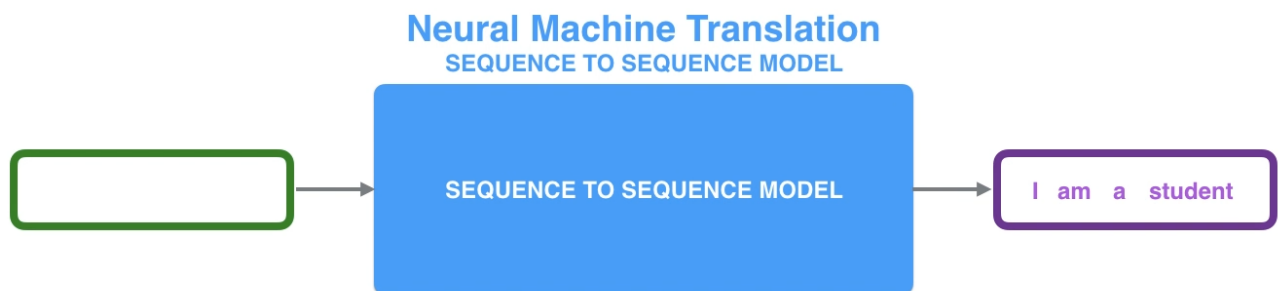 Neural Machine Translation
SEQUENCE TO SEQUENCE MODEL
SEQUENCE TO SEQUENCE MODEL
I am a student